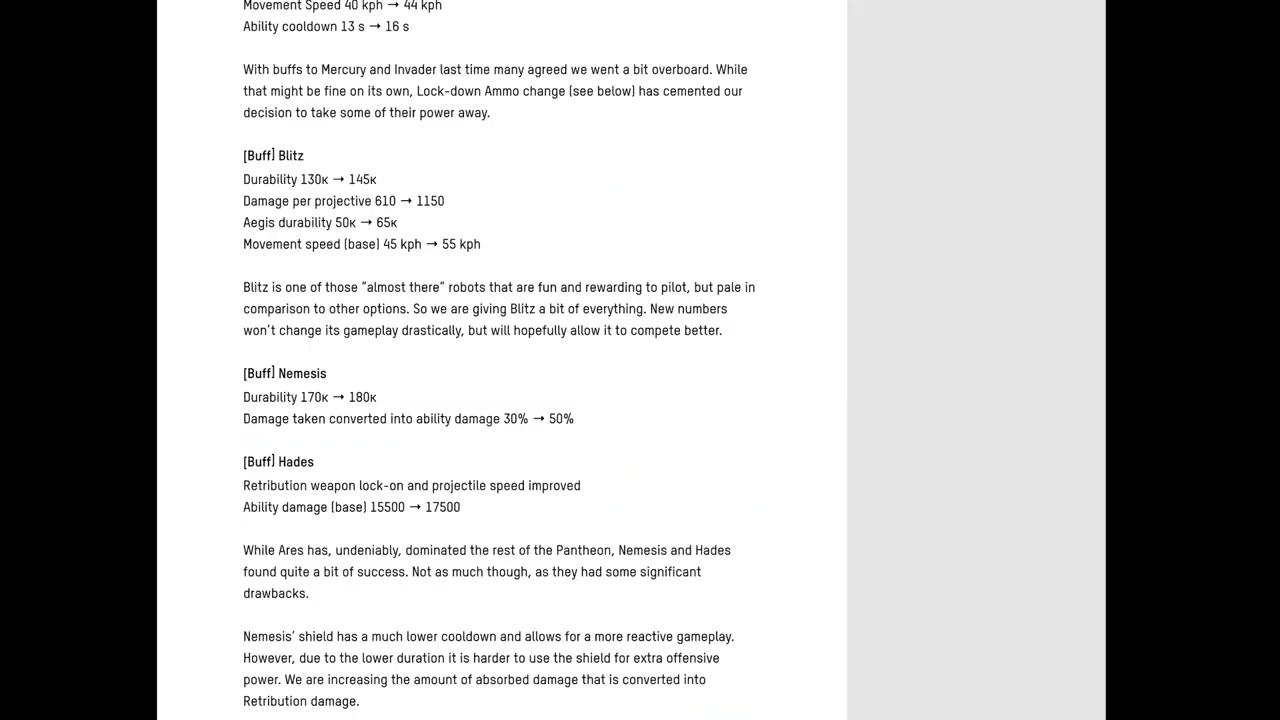 Movement Speed 40 kph → 44 kph
Ability cooldown 13 s → 16 s
With buffs to Mercury and Invader last time many agreed we went a bit overboard. While
that might be fine on its own, Lock-down Ammo change (see below) has cemented our
decision to take some of their power away.
[Buff] Blitz
Durability 130к → 145к
Damage per projective 610 → 1150
Aegis durability 50к → 65к
Movement speed (base) 45 kph → 55 kph
Blitz is one of those “almost there” robots that are fun and rewarding to pilot, but pale in
comparison to other options. So we are giving Blitz a bit of everything. New numbers
won’t change its gameplay drastically, but will hopefully allow it to compete better.
[Buff] Nemesis
Durability 170к → 180к
Damage taken converted into ability damage 30% → 50%
[Buff] Hades
Retribution weapon lock-on and projectile speed improved
Ability damage (base) 15500 → 17500
While Ares has, undeniably, dominated the rest of the Pantheon, Nemesis and Hades
found quite a bit of success. Not as much though, as they had some significant
drawbacks.
Nemesis’ shield has a much lower cooldown and allows for a more reactive gameplay.
However, due to the lower duration it is harder to use the shield for extra offensive
power. We are increasing the amount of absorbed damage that is converted into
Retribution damage.